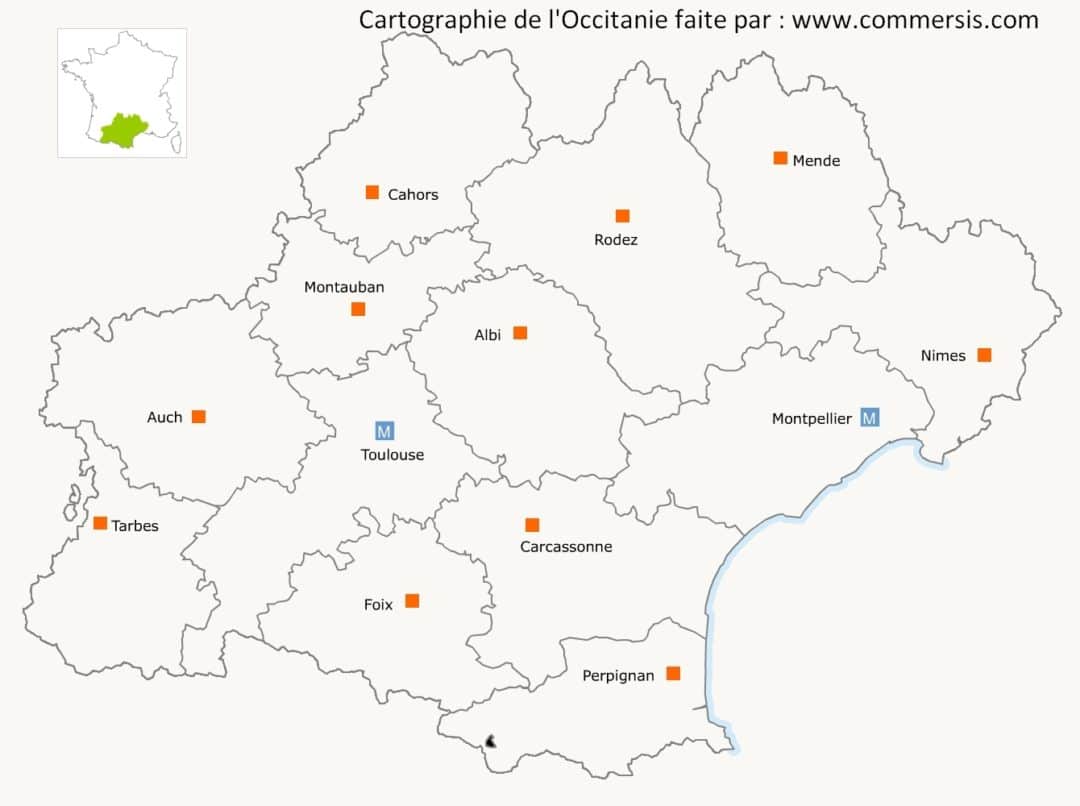 Cartographie de l'Occitanie faite par : www.commersis.com
Mende
Cahors
Rodez
Montauban
Albi
Nimes
Auch
Montpellier M
M
Toulouse
Tarbes
Carcassonne
Foix
Perpignan